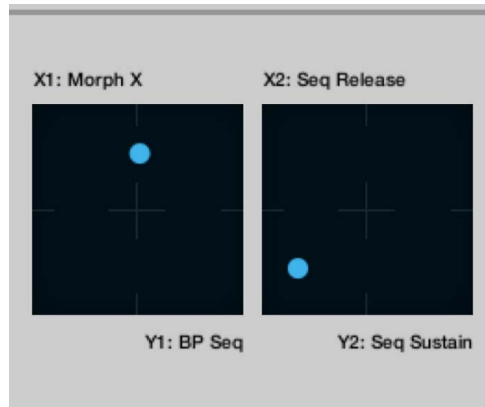 X1: Morph X
X2: Seq Release
Y1: BP Seq
Y2: Seq Sustain